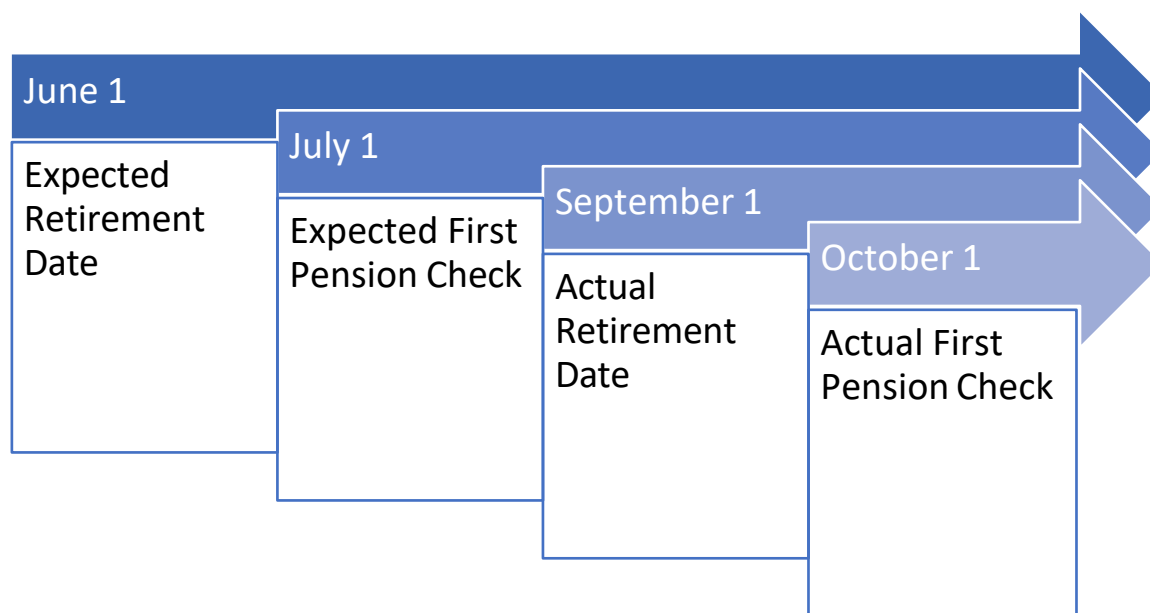 June 1
Expected
Retirement
Date
July 1
Expected First
Pension Check
September 1
Actual
Retirement
Date
October 1
Actual First
Pension Check